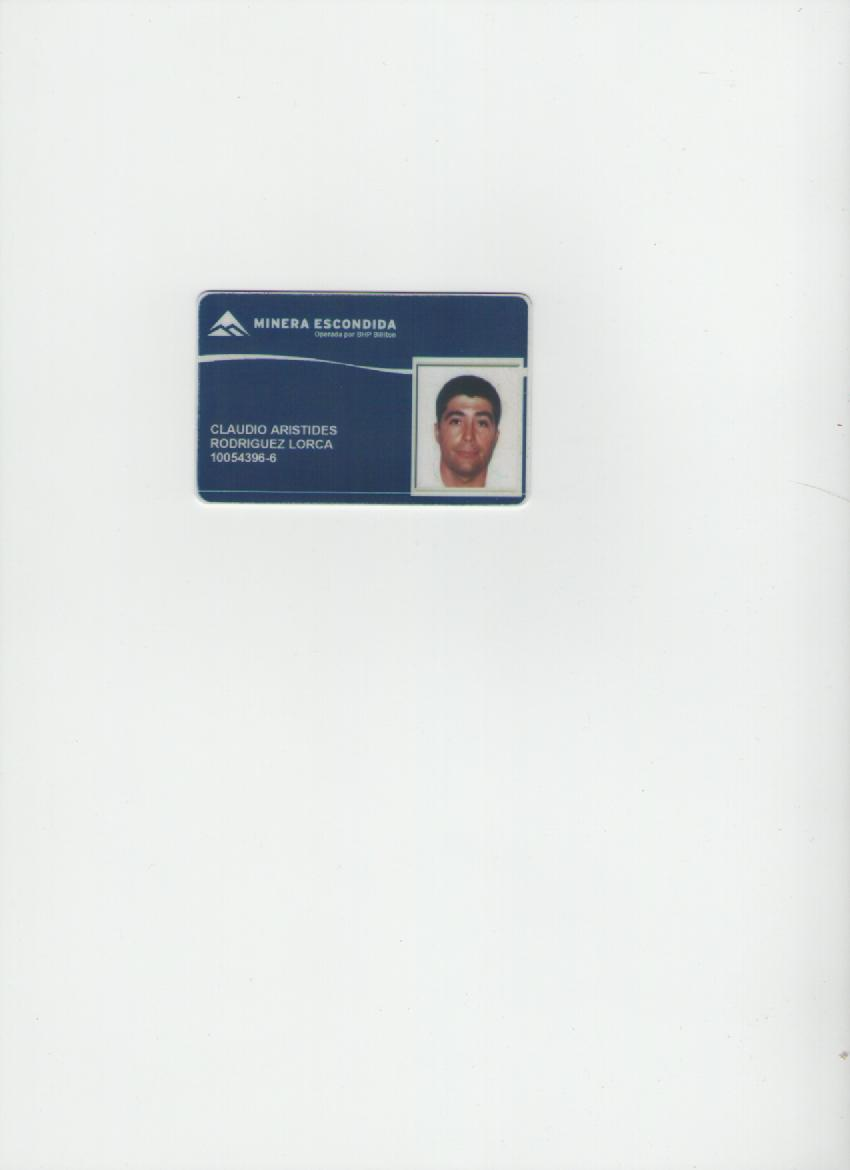 MINERA ESCONDIDA
Operada por BHP Billiton
CLAUDIO ARISTIDES
RODRIGUEZ LORCA
10054396-6